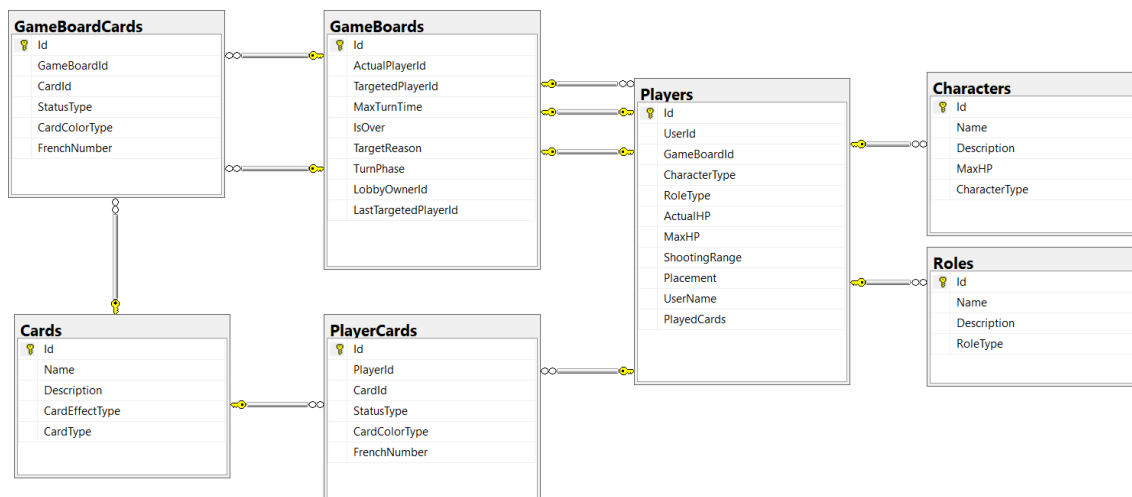 GameBoardCards
Id
GameBoardId
CardId
StatusType
CardColorType
FrenchNumber
GameBoards
Id
ActualPlayerId
TargetedPlayerId
MaxTurnTime
IsOver
TargetReason
TurnPhase
LobbyOwnerId
LastTargetedPlayerId
Players
Id
UserId
GameBoardId
CharacterType
RoleType
ActualHP
MaxHP
ShootingRange
Placement
UserName
PlayedCards
Characters
Id
Name
Description
MaxHP
CharacterType
Roles
Id
Name
Description
RoleType
Cards
Id
Name
Description
CardEffectType
CardType
PlayerCards
Id
PlayerId
CardId
StatusType
CardColorType
FrenchNumber